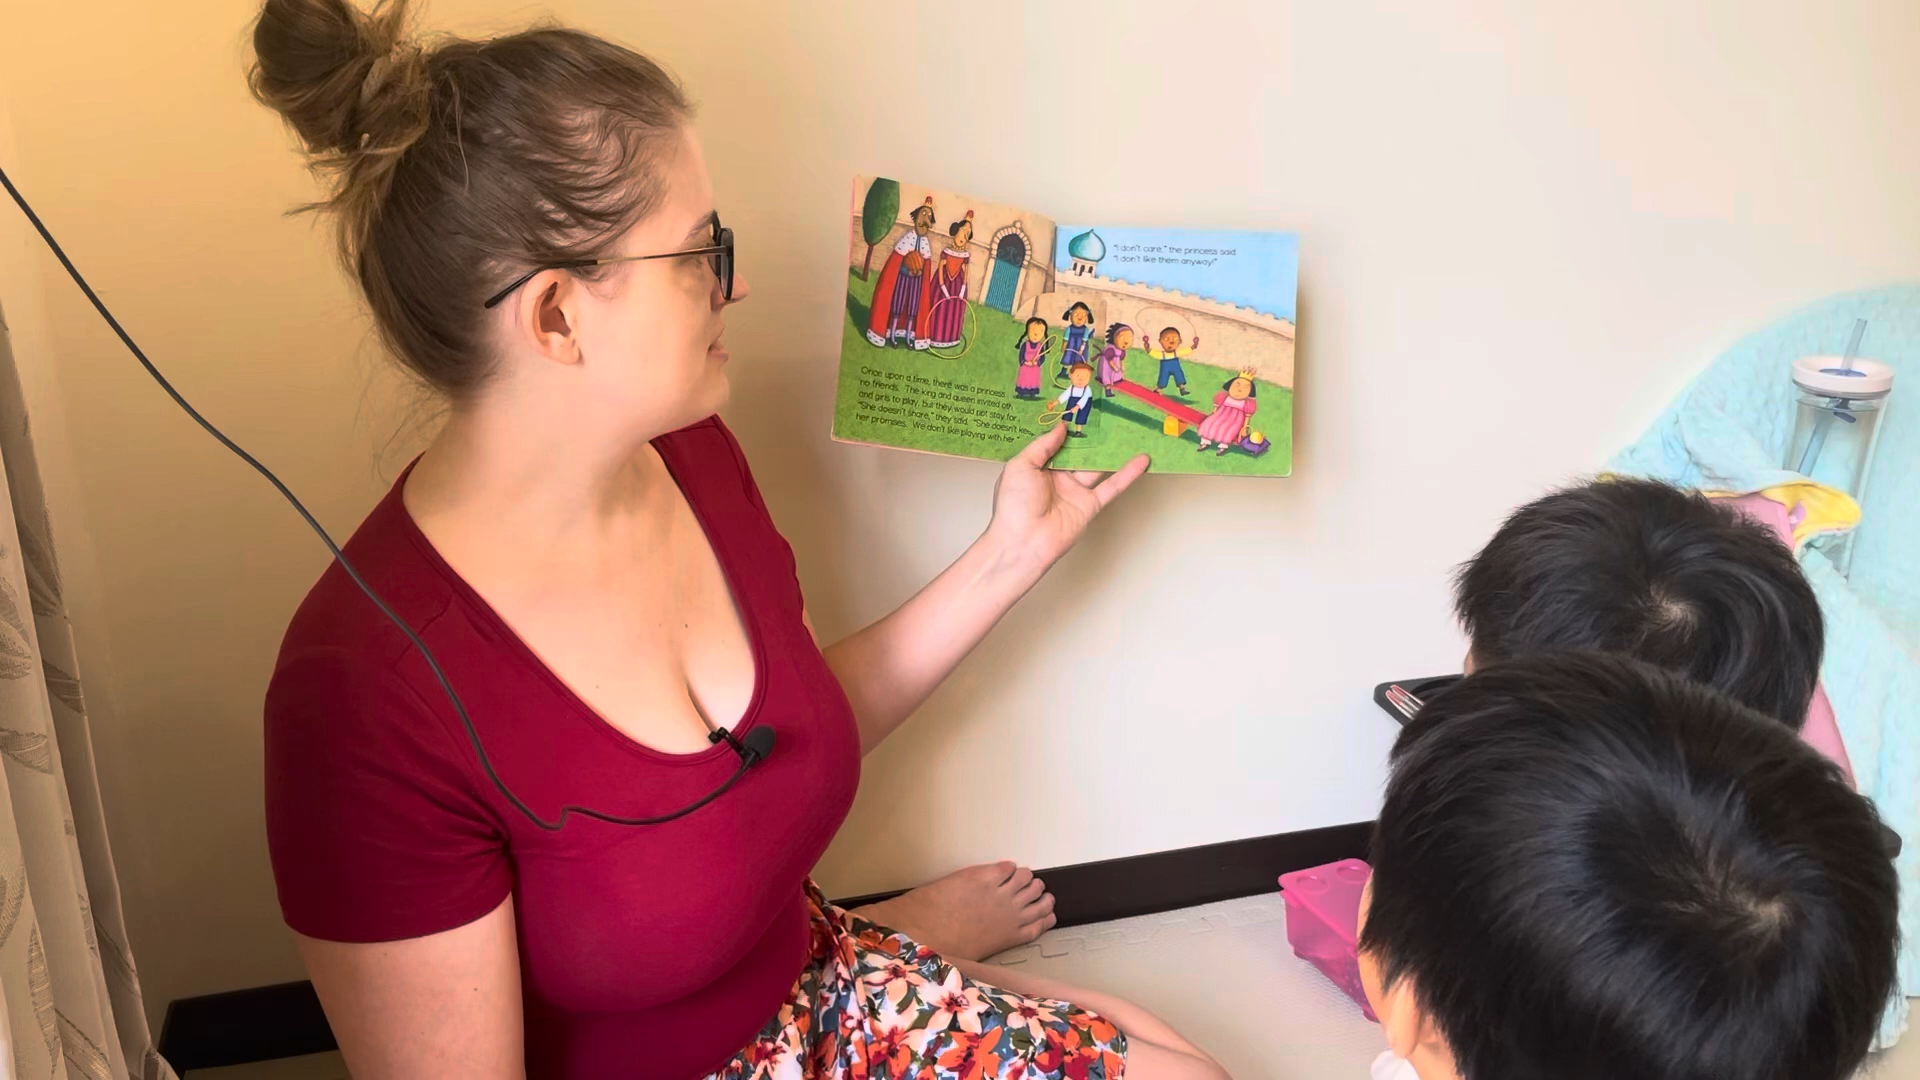 Once upon a time, there was a princess
no friends. The king and queen invited oth
and girls to play, but they would not stay for
"She doesn't share," they said. "She doesn't ke
her promises. We don't like playing with her."
"I don't care," the princess said.
"I don't like them anyway!"